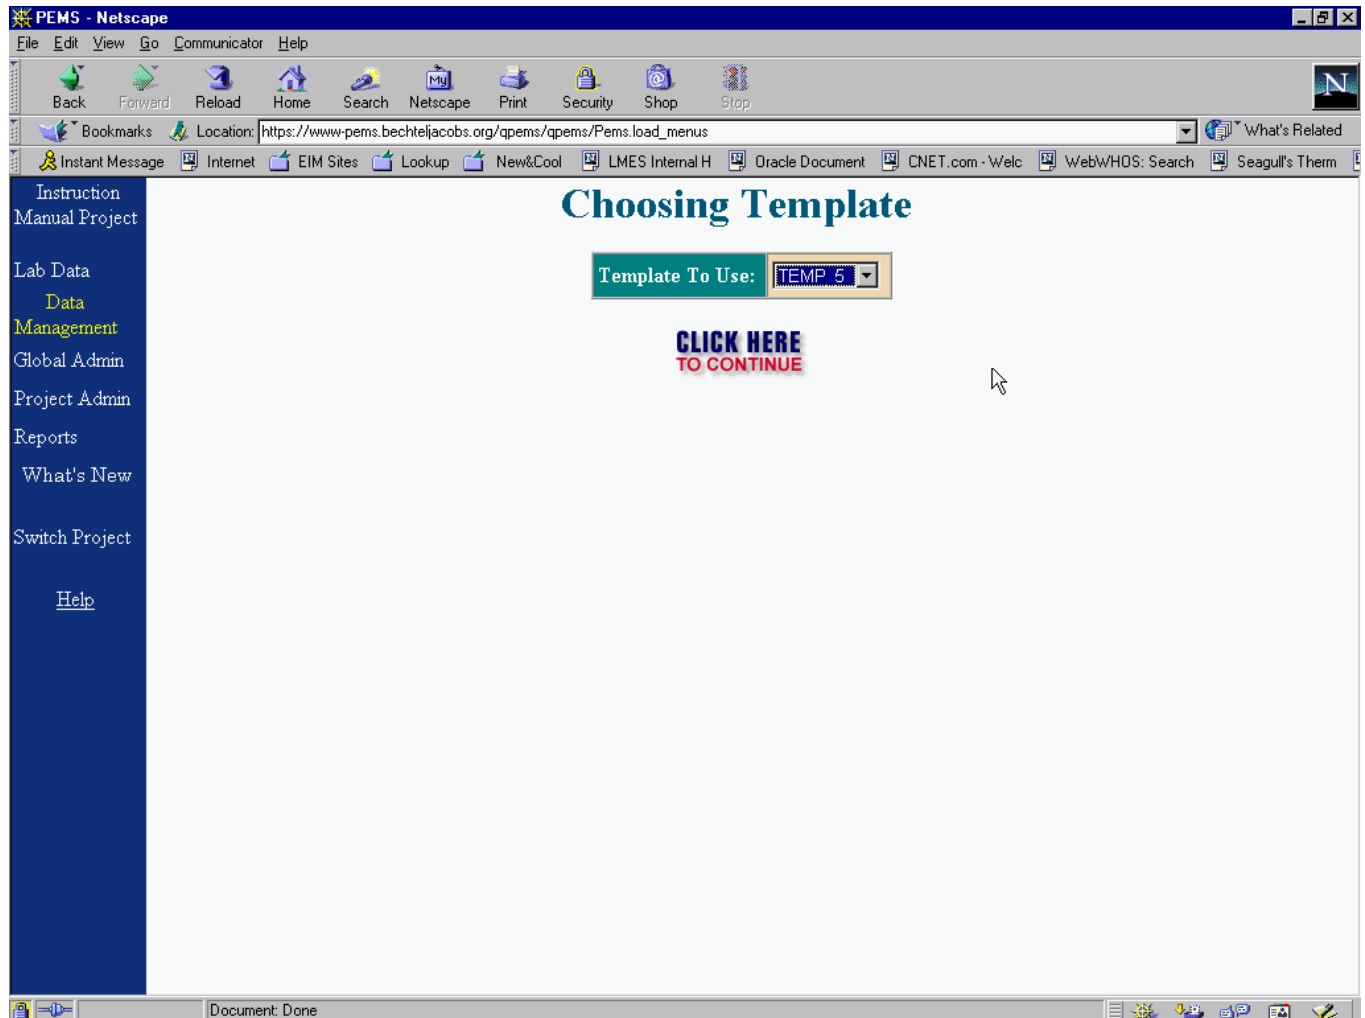 PEMS - Netscape
File Edit View Go Communicator Help
Back Forward Reload Home Search Netscape Print Security Shop Stop
N
Bookmarks Location: https://www-pems.bechteljacobs.org/qpems/qpems/Pems.load_menus What's Related
Instant Message Internet EIM Sites Lookup New&Cool LMES Internal H Oracle Document CNET.com - Welc WebWHOS: Search Seagull's Therm
Instruction
Manual Project
Lab Data
Data
Management
Global Admin
Project Admin
Reports
What's New
Switch Project
Help
Choosing Template
Template To Use: TEMP 5
CLICK HERE
TO CONTINUE
Document: Done